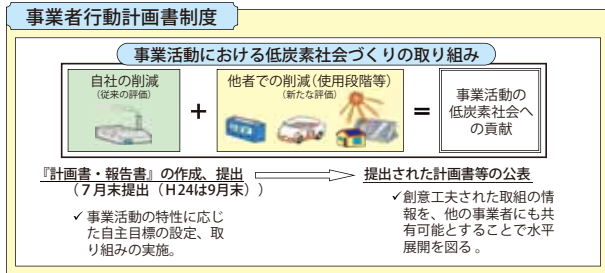 事業者行動計画書制度
事業活動における低炭素社会づくりの取り組み
自社の削減
(従来の評価)
+
他者での削減(使用段階等)
(新たな評価)
=
事業活動の
低炭素社会へ
の貢献
『計画書・報告書』の作成、提出
(7月末提出(H24は9月末))
✓ 事業活動の特性に応じ
た自主目標の設定、取
り組みの実施。
提出された計画書等の公表
✓創意工夫された取組の情
報を、他の事業者にも共
有可能とすることで水平
展開を図る。